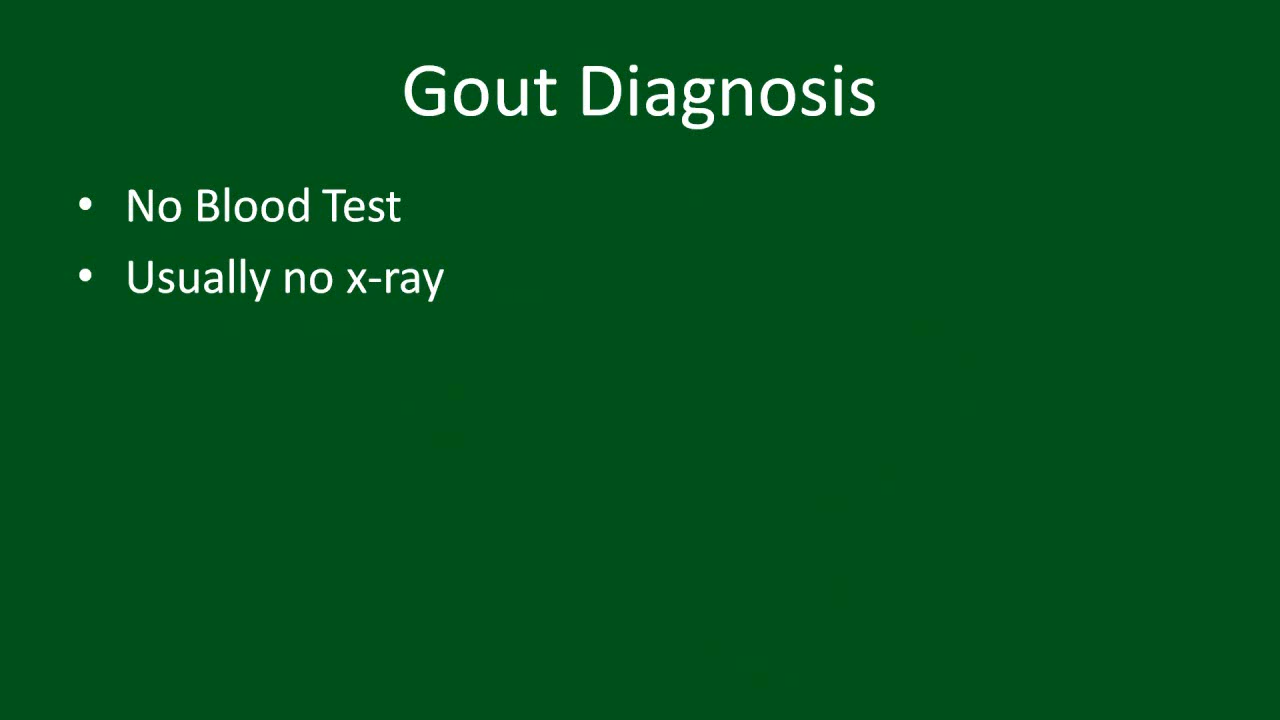 Gout Diagnosis
• No Blood Test
• Usually no x-ray